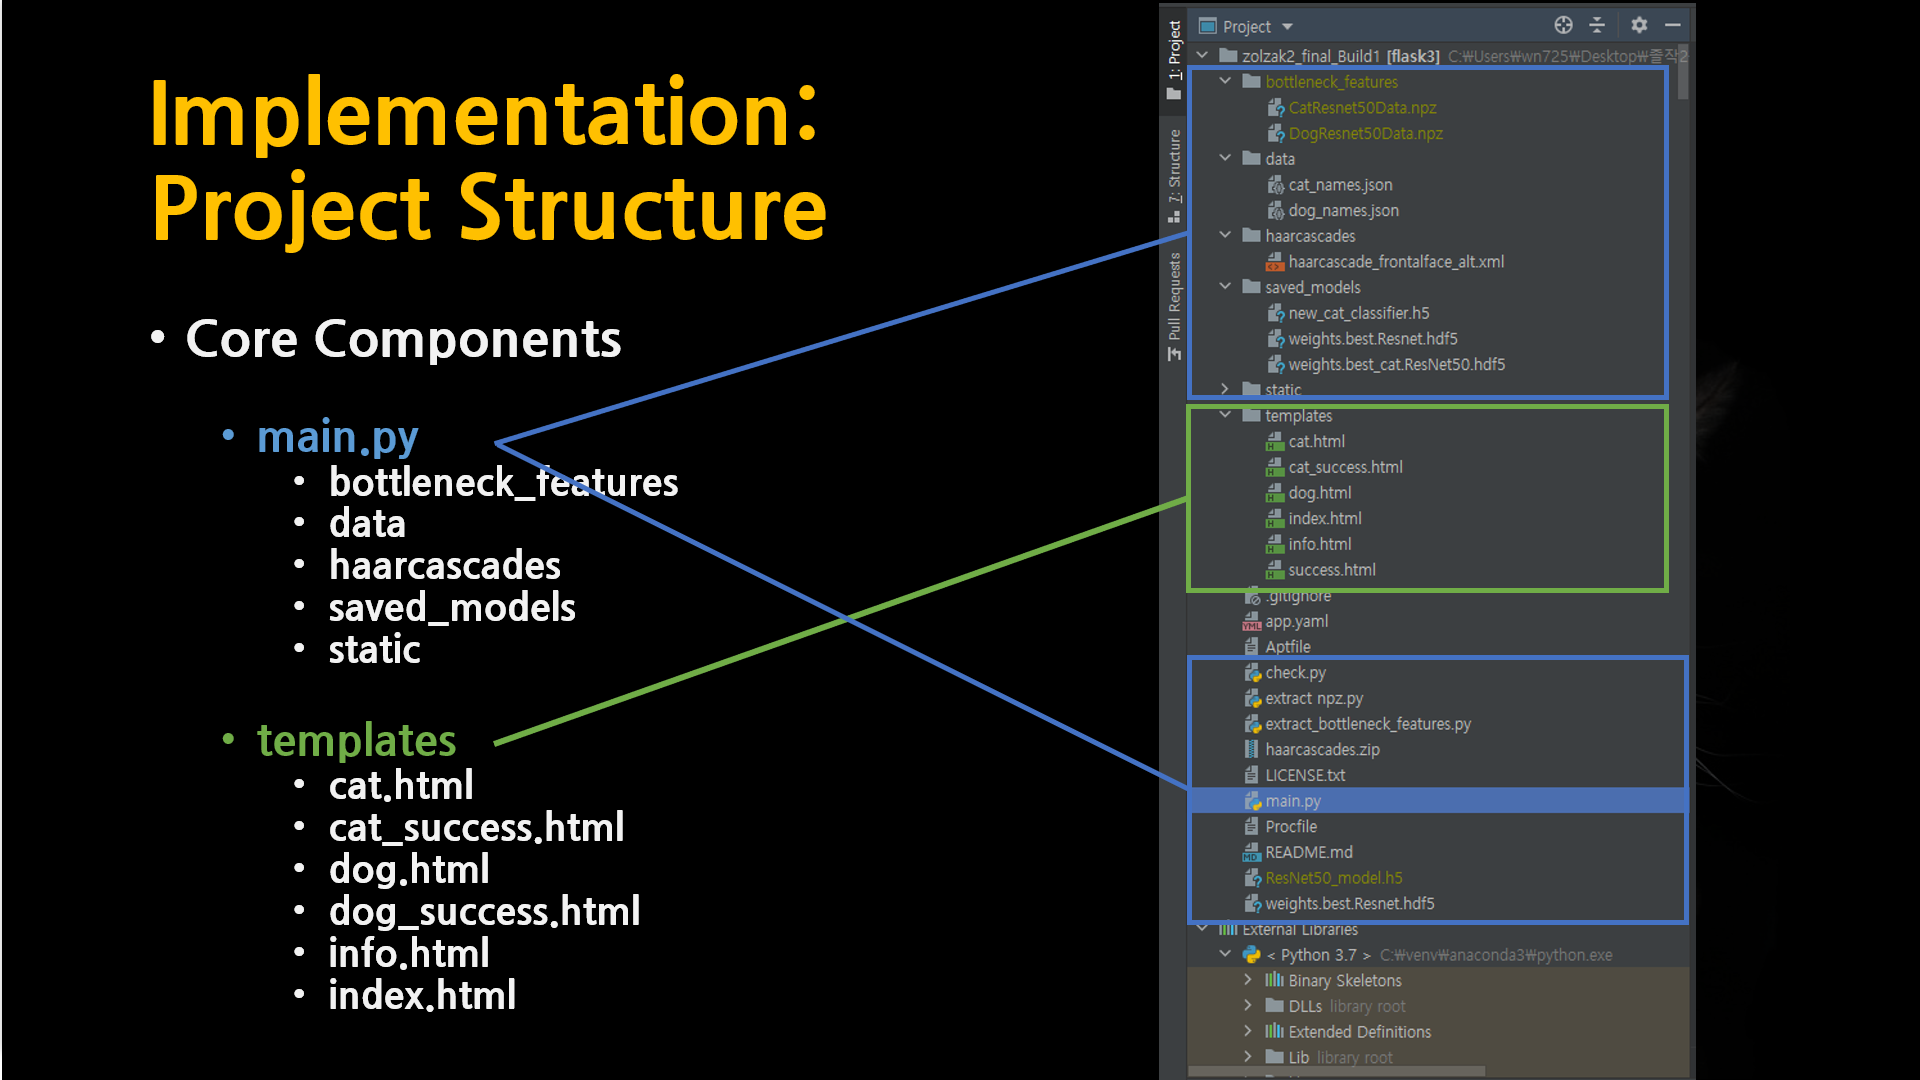 Implementation:
Project Structure
• Core Components
• main.py
• bottleneck_features
• data
• haarcascades
• saved_models
• static
• templates
• cat.html
• cat_success.html
• dog.html
• dog_success.html
• info.html
• index.html
1: Project
7: Structure
Pull Requests
Project
zolzak2_final_Build1 [flask3] C:₩Users₩wn725₩Desktop₩졸작2
bottleneck_features
CatResnet50Data.npz
DogResnet50Data.npz
data
cat_names.json
dog_names.json
haarcascades
haarcascade_frontalface_alt.xml
saved_models
new_cat_classifier.h5
weights.best.Resnet.hdf5
weights.best_cat.ResNet50.hdf5
static
templates
cat.html
cat_success.html
dog.html
index.html
info.html
success.html
.gitignore
app.yaml
Aptfile
check.py
extract npz.py
extract_bottleneck_features.py
haarcascades.zip
LICENSE.txt
main.py
Procfile
README.md
ResNet50_model.h5
weights.best.Resnet.hdf5
External Libraries
< Python 3.7 > C:₩venv₩anaconda3₩python.exe
Binary Skeletons
DLLs library root
Extended Definitions
Lib library root